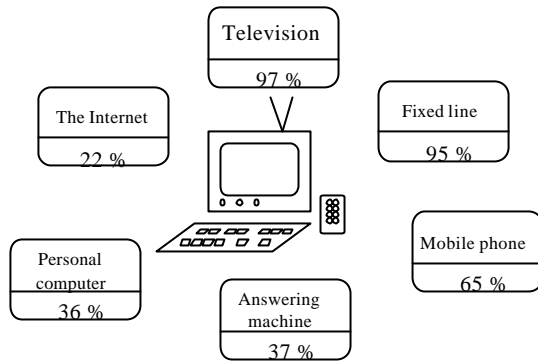 Television
97 %
The Internet
22 %
Fixed line
95 %
Personal
computer
36 %
Mobile phone
65 %
Answering
machine
37 %